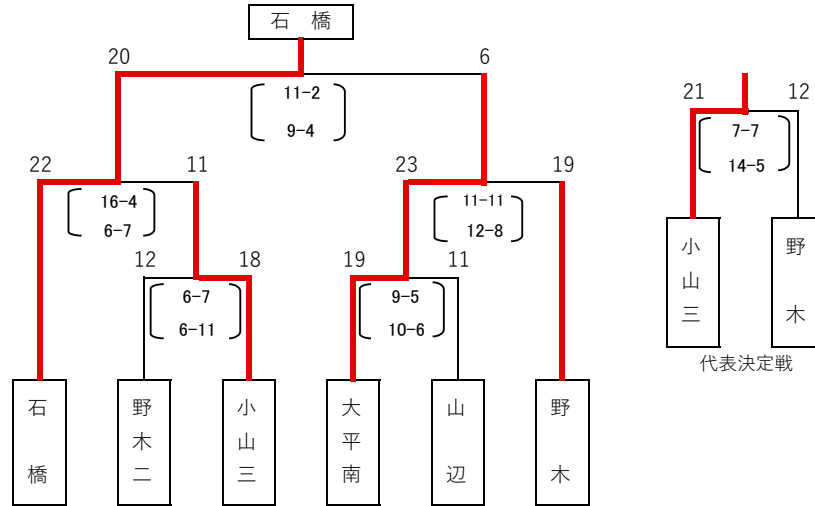 石 橋
20 6
11-2
9-4
21 12
7-7
14-5
22 11 23 19
16-4 11-11
6-7 12-8
12 18 19 11
6-7 9-5
6-11 10-6
小山三 野 木
代表決定戦
石 橋 野木二 小山三 大平南 山 辺 野 木